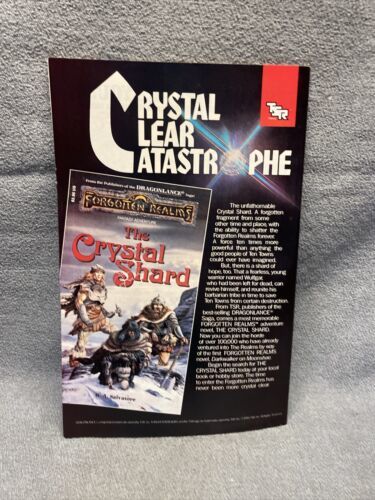 CRYSTAL
CLEAR
CATASTROPHE
TSR
From the Publishers of the DRAGONLANCE® Saga
FORGOTTEN REALMS
FANTASY ADVENTURE
The
Crystal
Shard
R. A. Salvatore
The unfathomable
Crystal Shard. A forgotten
fragment from some
other time and place, with
the ability to shatter the
Forgotten Realms forever.
A force ten times more
powerful than anything the
good people of Ten Towns
could ever have imagined.
But, there is a shard of
hope, too. That a fearless, young
warrior named Wulfgar,
who had been left for dead, can
revive himself, and reunite his
barbarian tribe in time to save
Ten Towns from certain destruction.
From TSR, publishers of the
best-selling DRAGONLANCE®
Saga, comes a most memorable
FORGOTTEN REALMS™ adventure
novel, THE CRYSTAL SHARD.
Now you can join the horde
of over 100,000 who have already
ventured into The Realms by way
of the first FORGOTTEN REALMS
novel, Darkwalker on Moonshae.
Begin the search for THE
CRYSTAL SHARD today at your local
book or hobby store. The time
to enter the Forgotten Realms has
never been more crystal clear.